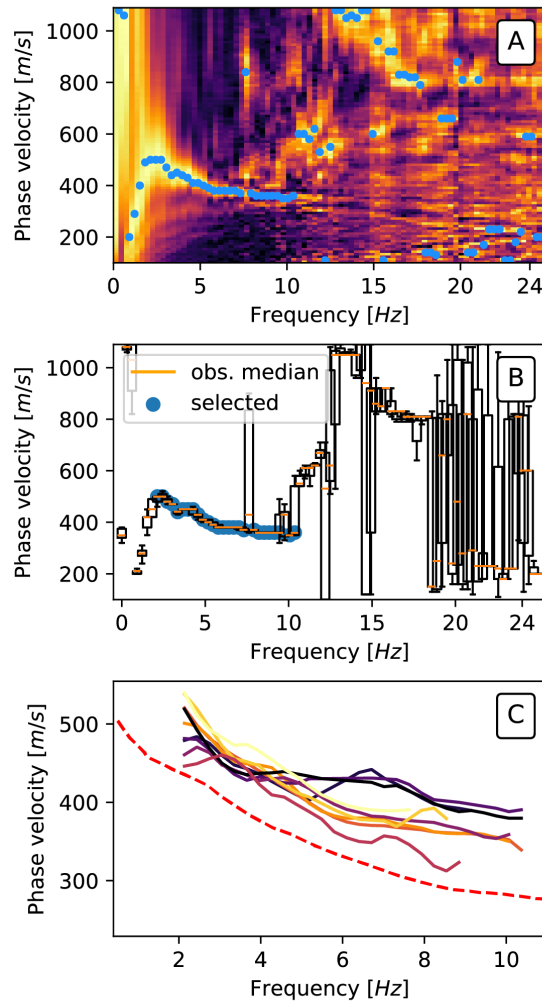 A
1000
800
600
400
200
Phase velocity [m/s]
0 5 10 15 20 24
Frequency [Hz]
B
obs. median
selected
1000
800
600
400
200
Phase velocity [m/s]
0 5 10 15 20 24
Frequency [Hz]
C
500
400
300
Phase velocity [m/s]
2 4 6 8 10
Frequency [Hz]